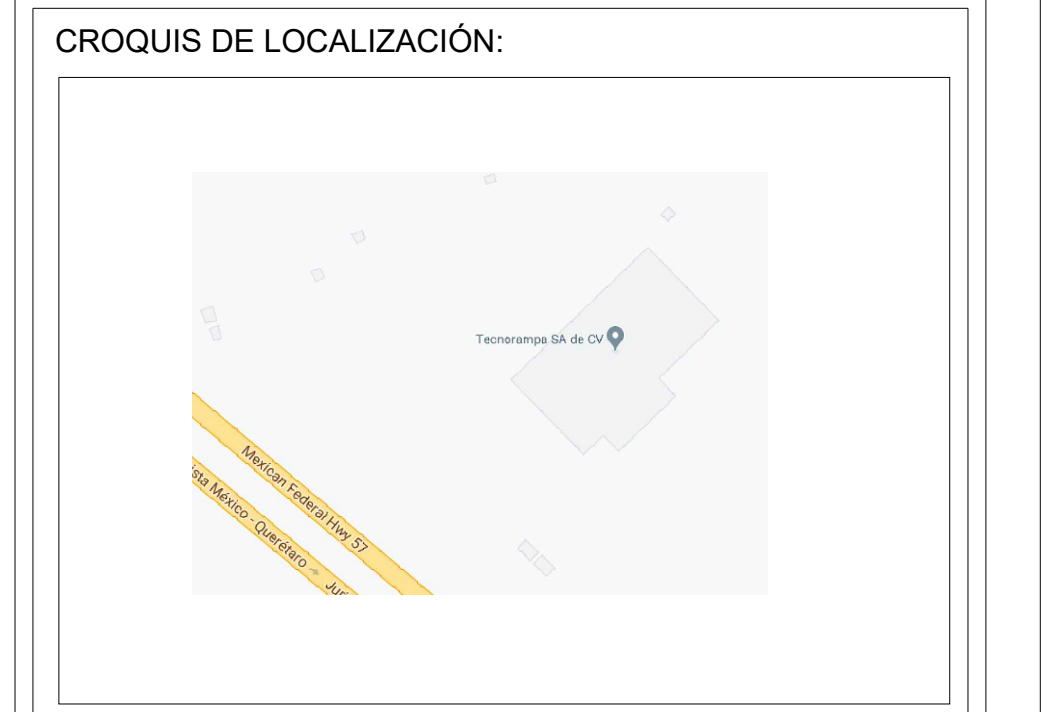 CROQUIS DE LOCALIZACIÓN:
Tecnorampa SA de CV
Mexican Federal Hwy 57
ista México - Querétaro